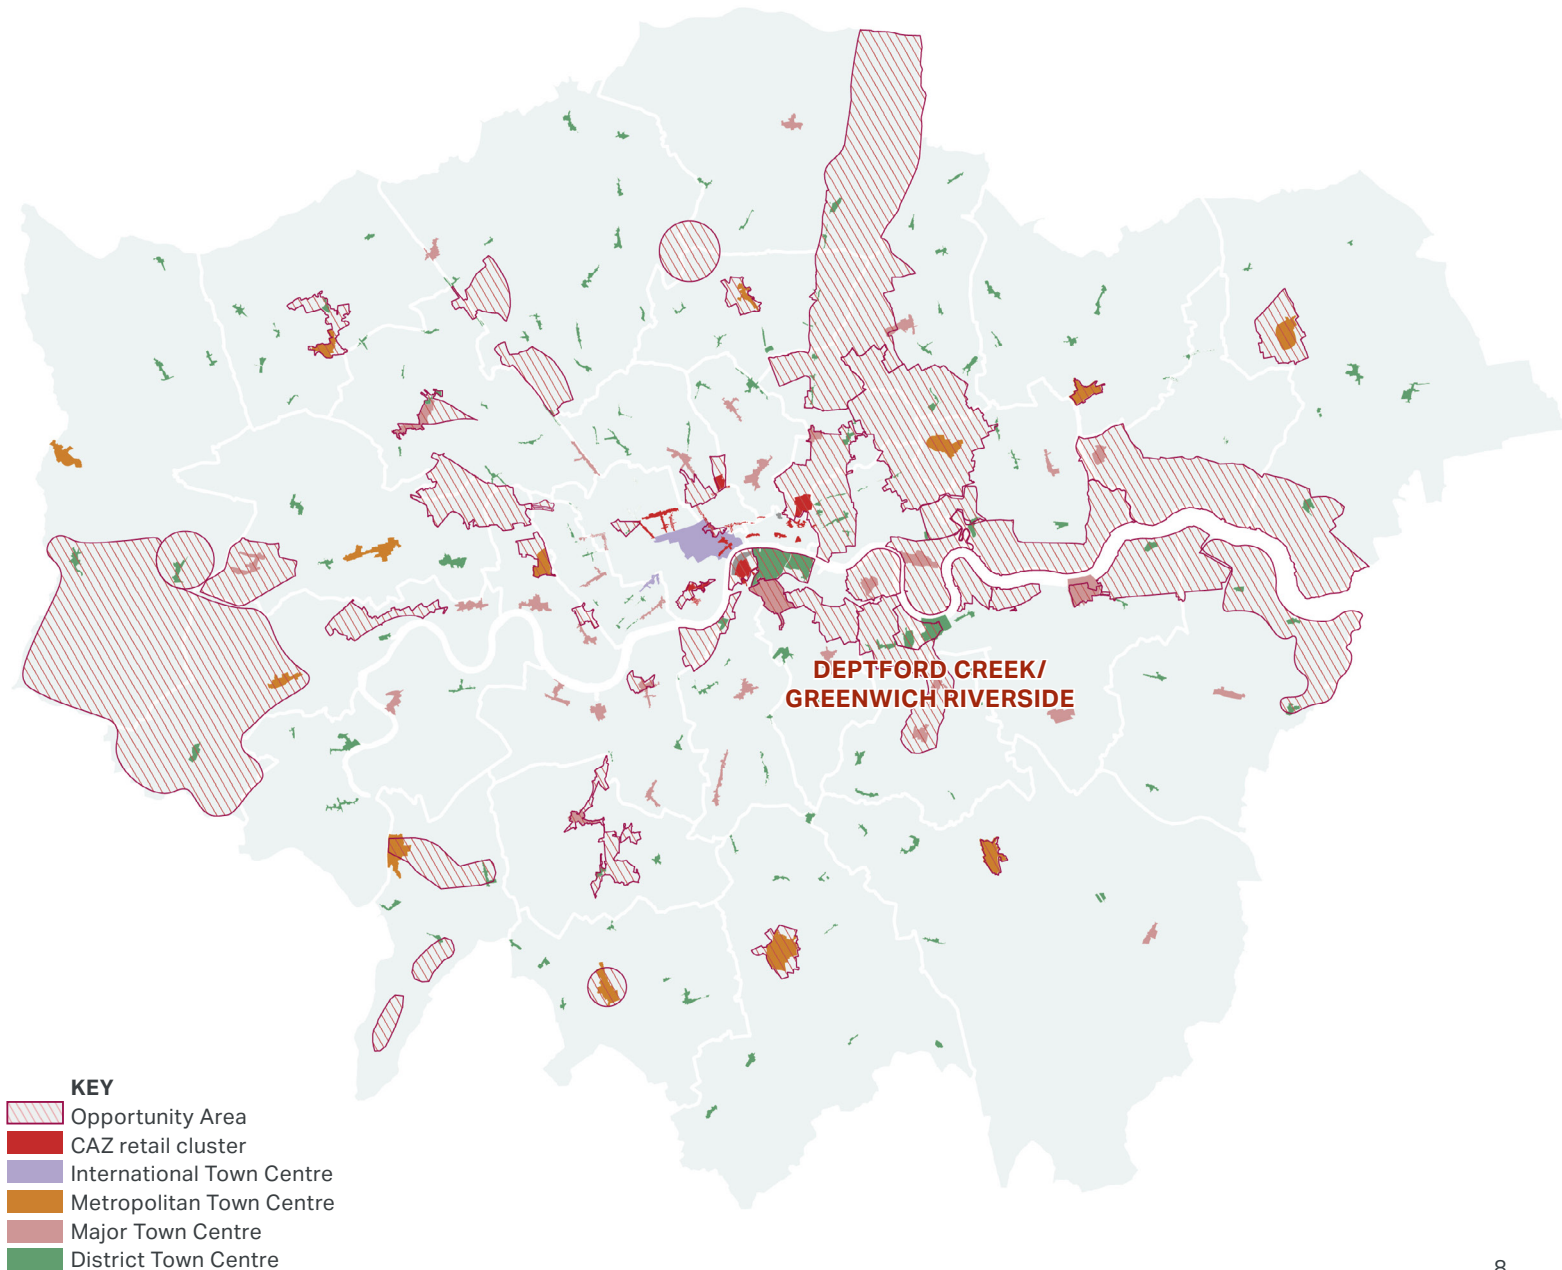 DEPTFORD CREEK/
GREENWICH RIVERSIDE
KEY
Opportunity Area
CAZ retail cluster
International Town Centre
Metropolitan Town Centre
Major Town Centre
District Town Centre
8